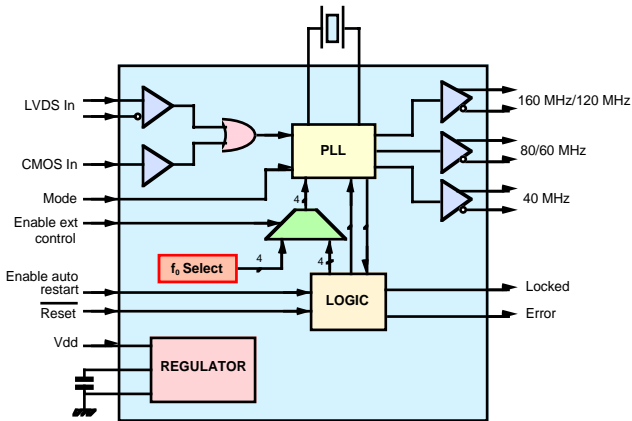 LVDS In
160 MHz/120 MHz
PLL
80/60 MHz
CMOS In
Mode
40 MHz
4
Enable ext
control
f₀ Select
4
4
Enable auto
restart
LOGIC
Locked
Reset
Error
Vdd
REGULATOR